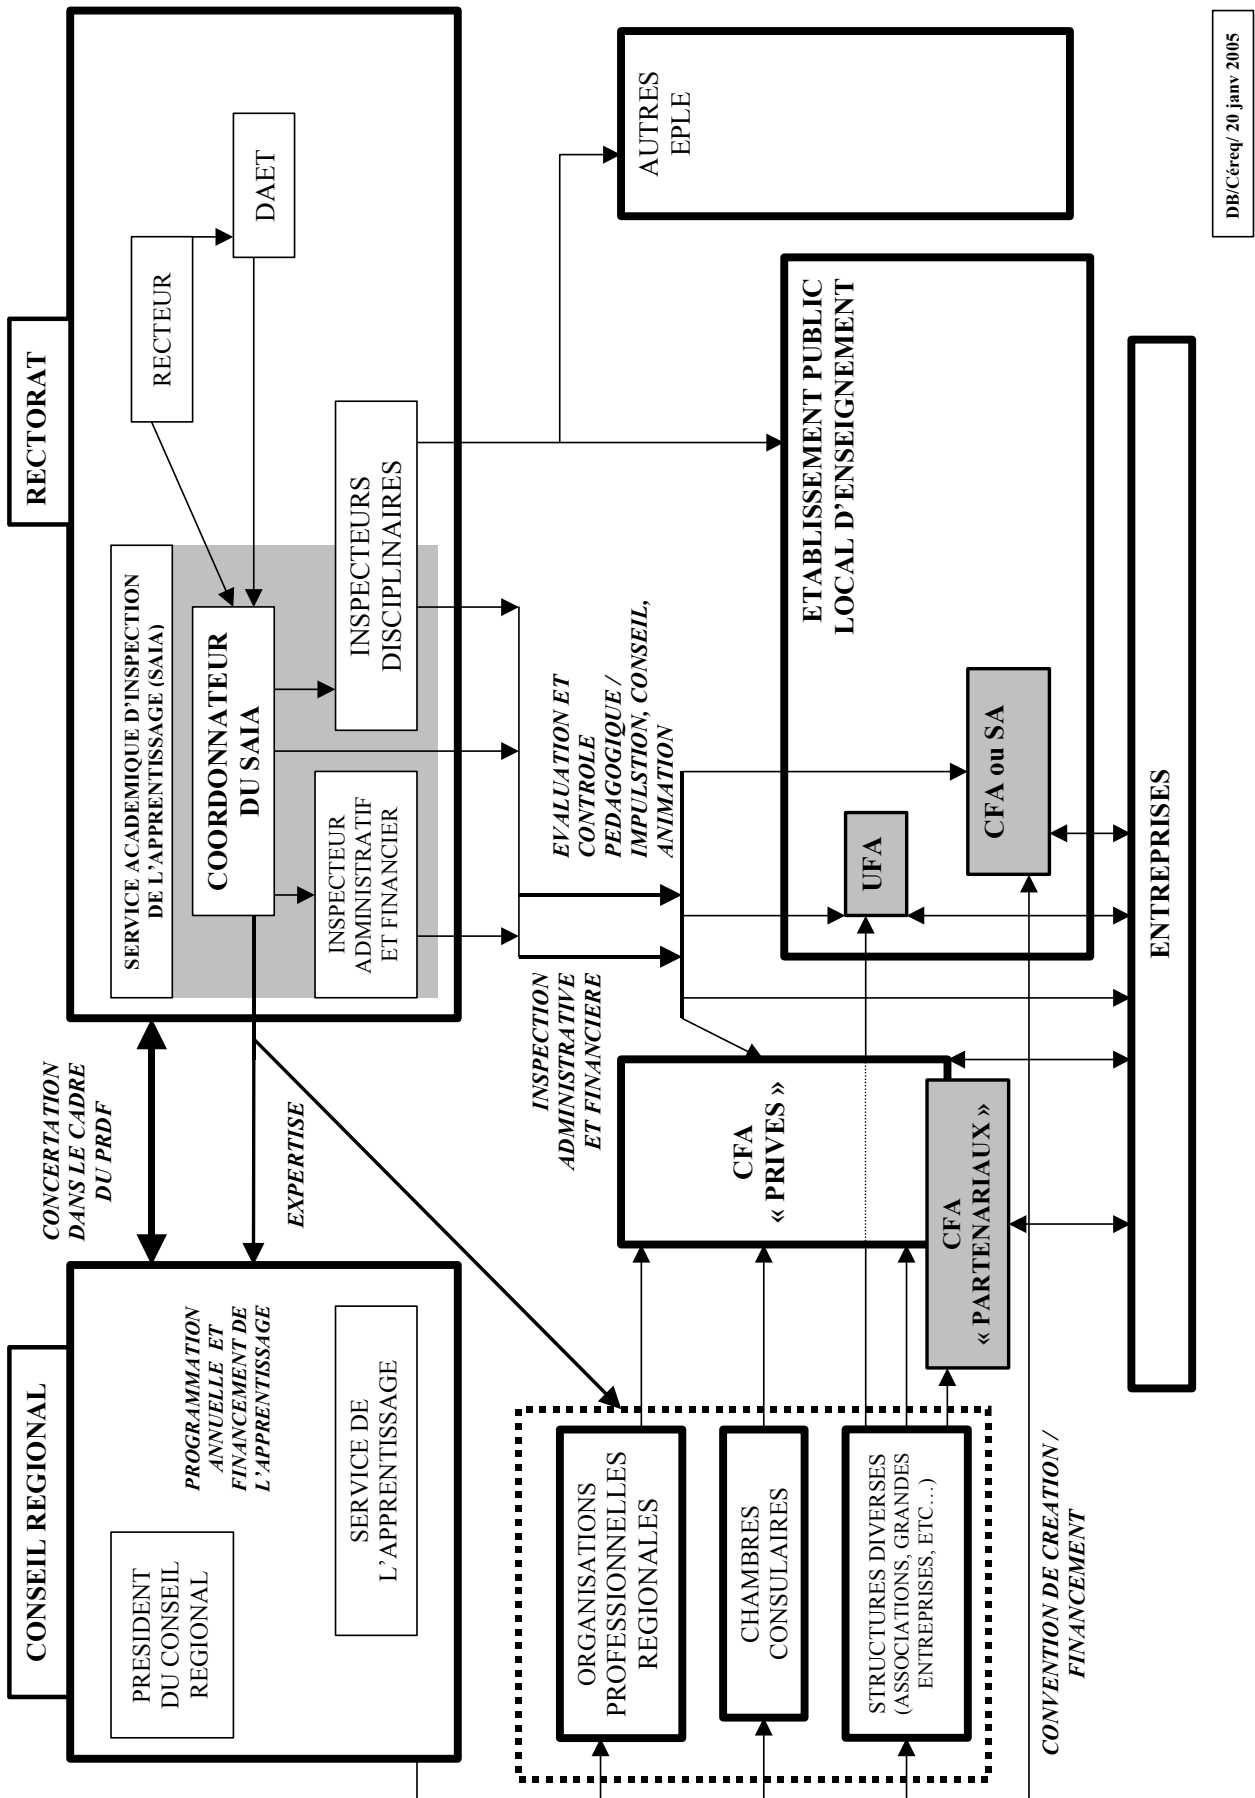 CONSEIL REGIONAL
PRESIDENT
DU CONSEIL
REGIONAL
PROGRAMMATION
ANNUELLE ET
FINANCEMENT DE
L'APPRENTISSAGE
SERVICE DE
L'APPRENTISSAGE
CONCERTATION
DANS LE CADRE
DU PRDF
EXPERTISE
RECTORAT
SERVICE ACADEMIQUE D'INSPECTION
DE L'APPRENTISSAGE (SAIA)
COORDONNATEUR
DU SAIA
INSPECTEUR
ADMINISTRATIF
ET FINANCIER
INSPECTEURS
DISCIPLINAIRES
RECTEUR
DAET
ORGANISATIONS
PROFESSIONNELLES
REGIONALES
CHAMBRES
CONSULAIRES
STRUCTURES DIVERSES
(ASSOCIATIONS, GRANDES
ENTREPRISES, ETC…)
CONVENTION DE CREATION /
FINANCEMENT
INSPECTION
ADMINISTRATIVE
ET FINANCIERE
EVALUATION ET
CONTROLE
PEDAGOGIQUE /
IMPULSTION, CONSEIL,
ANIMATION
CFA
« PRIVES »
CFA
« PARTENARIAUX »
AUTRES
EPLE
ETABLISSEMENT PUBLIC
LOCAL D'ENSEIGNEMENT
UFA
CFA ou SA
ENTREPRISES
DB/Céreq/ 20 janv 2005